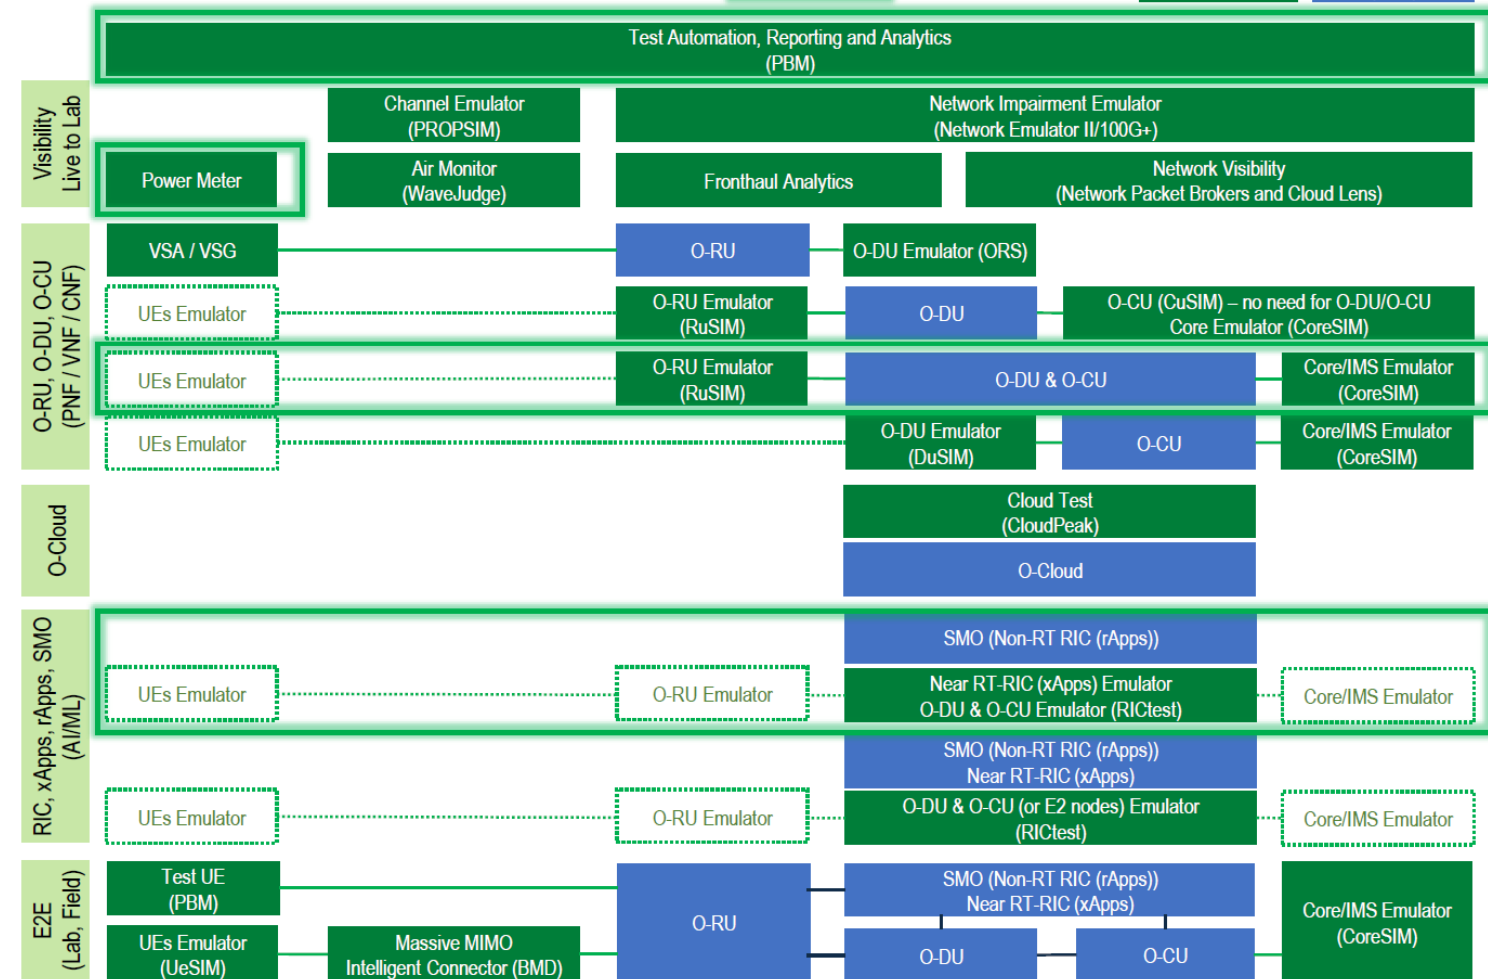 Test Automation, Reporting and Analytics
(PBM)
Visibility
Live to Lab
Channel Emulator
(PROPSIM)
Network Impairment Emulator
(Network Emulator II/100G+)
Power Meter
Air Monitor
(WaveJudge)
Fronthaul Analytics
Network Visibility
(Network Packet Brokers and Cloud Lens)
O-RU, O-DU, O-CU
(PNF / VNF / CNF)
VSA / VSG
O-RU
O-DU Emulator (ORS)
UEs Emulator
O-RU Emulator
(RuSIM)
O-DU
O-CU (CuSIM) – no need for O-DU/O-CU
Core Emulator (CoreSIM)
UEs Emulator
O-RU Emulator
(RuSIM)
O-DU & O-CU
Core/IMS Emulator
(CoreSIM)
UEs Emulator
O-DU Emulator
(DuSIM)
O-CU
Core/IMS Emulator
(CoreSIM)
O-Cloud
Cloud Test
(CloudPeak)
O-Cloud
RIC, xApps, rApps, SMO
(AI/ML)
SMO (Non-RT RIC (rApps))
UEs Emulator
O-RU Emulator
Near RT-RIC (xApps) Emulator
O-DU & O-CU Emulator (RICtest)
Core/IMS Emulator
SMO (Non-RT RIC (rApps))
Near RT-RIC (xApps)
UEs Emulator
O-RU Emulator
O-DU & O-CU (or E2 nodes) Emulator
(RICtest)
Core/IMS Emulator
E2E
(Lab, Field)
Test UE
(PBM)
O-RU
SMO (Non-RT RIC (rApps))
Near RT-RIC (xApps)
Core/IMS Emulator
(CoreSIM)
UEs Emulator
(UeSIM)
Massive MIMO
Intelligent Connector (BMD)
O-DU
O-CU